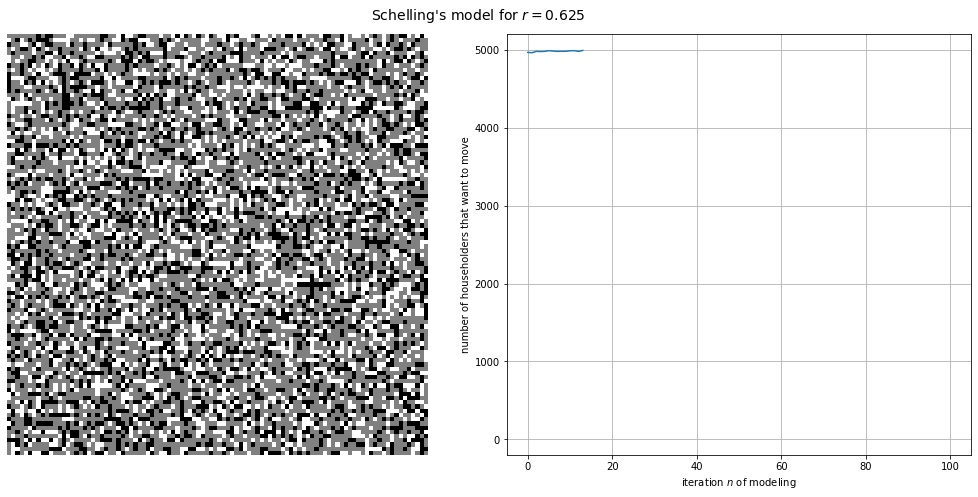 Schelling's model for r = 0.625
number of householders that want to move
5000
4000
3000
2000
1000
0
0 20 40 60 80 100
iteration n of modeling